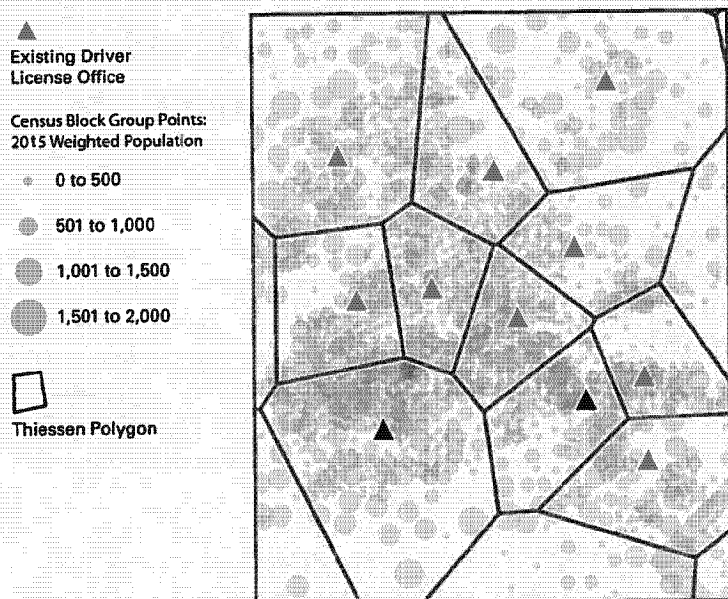 Existing Driver
License Office
Census Block Group Points:
2015 Weighted Population
0 to 500
501 to 1,000
1,001 to 1,500
1,501 to 2,000
Thiessen Polygon